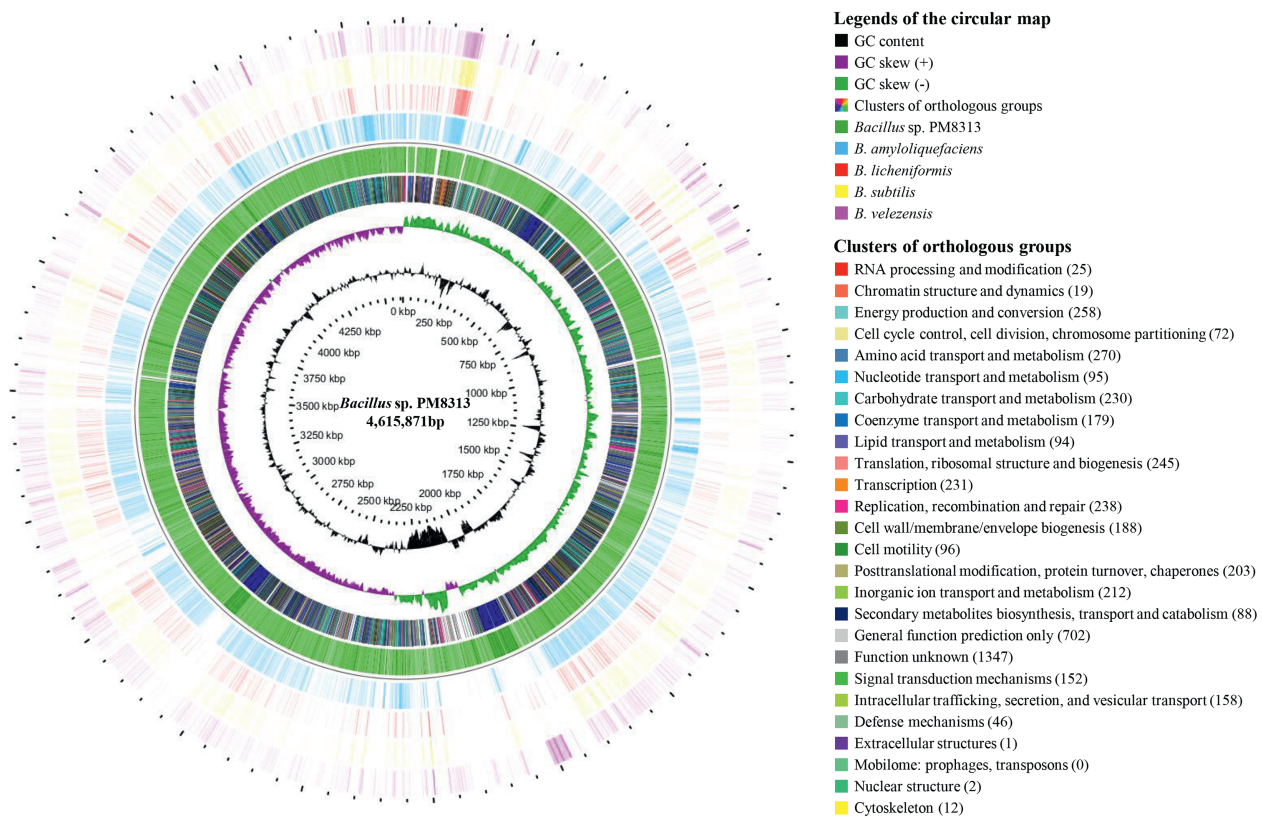 0 kbp
250 kbp
500 kbp
750 kbp
1000 kbp
1250 kbp
1500 kbp
1750 kbp
2000 kbp
2250 kbp
2500 kbp
2750 kbp
3000 kbp
3250 kbp
3500 kbp
3750 kbp
4000 kbp
4250 kbp
Bacillus sp. PM8313
4,615,871bp
Legends of the circular map
GC content
GC skew (+)
GC skew (-)
Clusters of orthologous groups
Bacillus sp. PM8313
B. amyloliquefaciens
B. licheniformis
B. subtilis
B. velezensis
Clusters of orthologous groups
RNA processing and modification (25)
Chromatin structure and dynamics (19)
Energy production and conversion (258)
Cell cycle control, cell division, chromosome partitioning (72)
Amino acid transport and metabolism (270)
Nucleotide transport and metabolism (95)
Carbohydrate transport and metabolism (230)
Coenzyme transport and metabolism (179)
Lipid transport and metabolism (94)
Translation, ribosomal structure and biogenesis (245)
Transcription (231)
Replication, recombination and repair (238)
Cell wall/membrane/envelope biogenesis (188)
Cell motility (96)
Posttranslational modification, protein turnover, chaperones (203)
Inorganic ion transport and metabolism (212)
Secondary metabolites biosynthesis, transport and catabolism (88)
General function prediction only (702)
Function unknown (1347)
Signal transduction mechanisms (152)
Intracellular trafficking, secretion, and vesicular transport (158)
Defense mechanisms (46)
Extracellular structures (1)
Mobilome: prophages, transposons (0)
Nuclear structure (2)
Cytoskeleton (12)